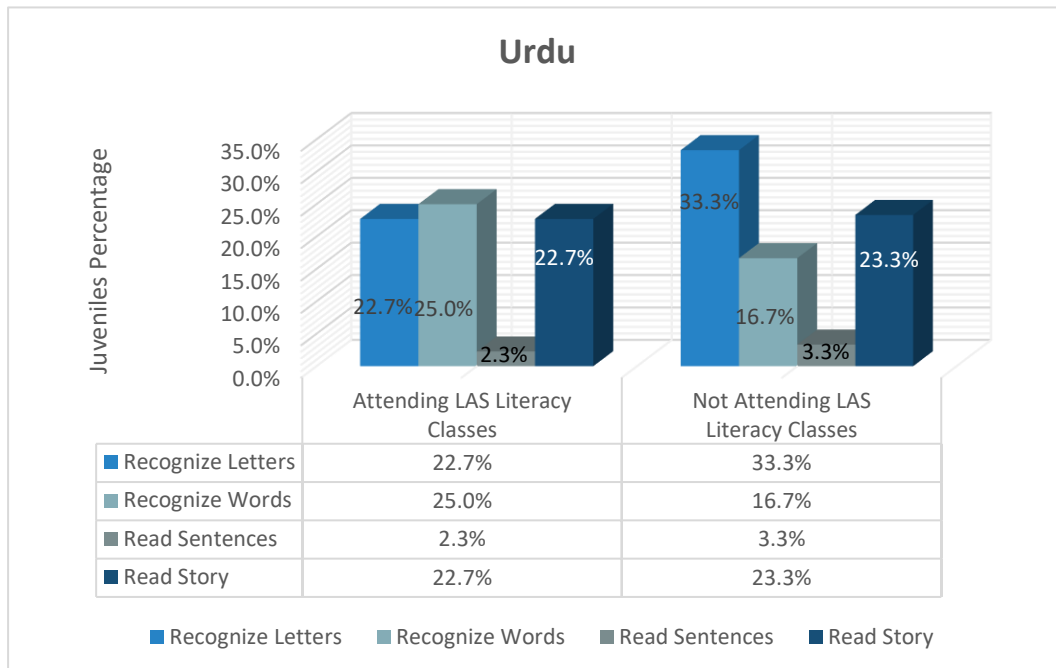 Urdu
Juveniles Percentage
35.0%
30.0%
25.0%
20.0%
15.0%
10.0%
5.0%
0.0%
22.7%
25.0%
2.3%
22.7%
33.3%
16.7%
3.3%
23.3%
Attending LAS Literacy
Classes
Not Attending LAS
Literacy Classes
Recognize Letters 22.7% 33.3%
Recognize Words 25.0% 16.7%
Read Sentences 2.3% 3.3%
Read Story 22.7% 23.3%
Recognize Letters Recognize Words Read Sentences Read Story